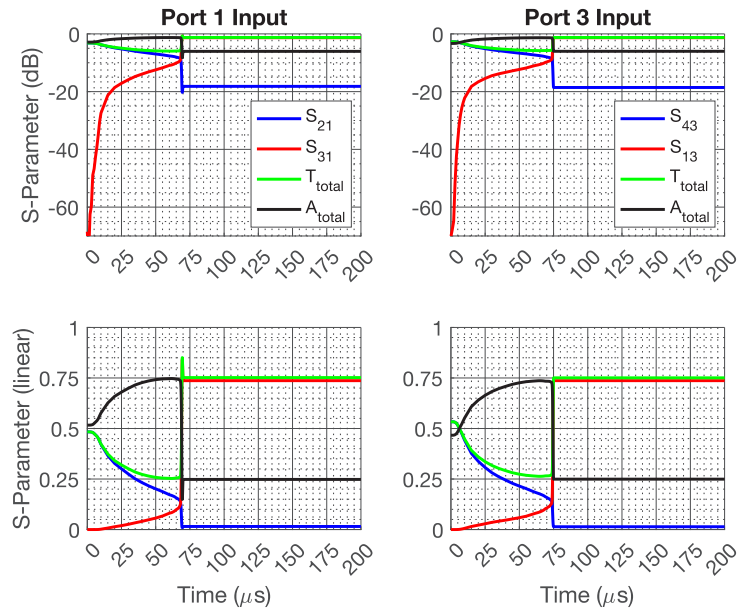 Port 1 Input
Port 3 Input
S-Parameter (dB)
0
-20
-40
-60
S21
S31
Ttotal
Atotal
0 25 50 75 100 125 150 175 200
0
-20
-40
-60
S43
S13
Ttotal
Atotal
0 25 50 75 100 125 150 175 200
S-Parameter (linear)
1
0.75
0.5
0.25
0
0 25 50 75 100 125 150 175 200
Time (μs)
1
0.75
0.5
0.25
0
0 25 50 75 100 125 150 175 200
Time (μs)